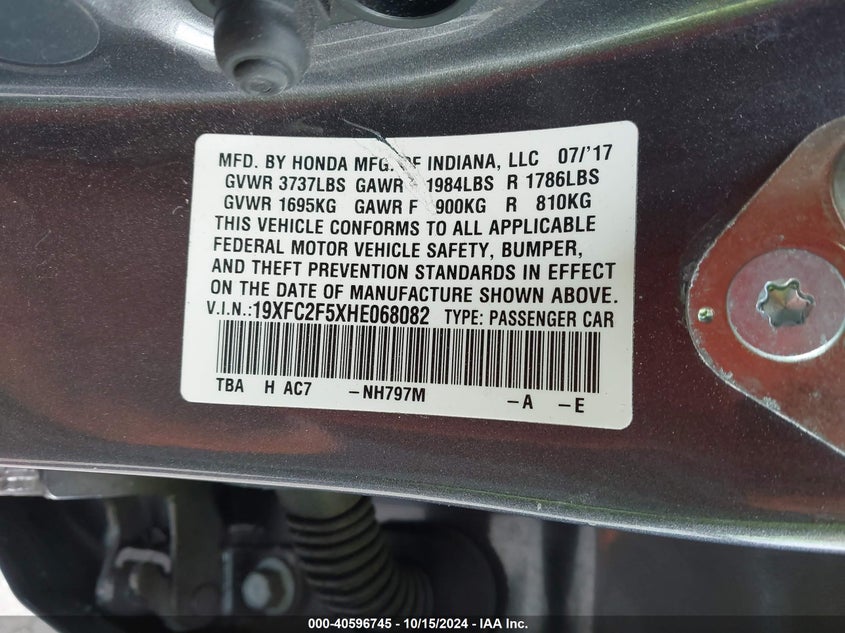 MFD. BY HONDA MFG. OF INDIANA, LLC 07/'17
GVWR 3737LBS GAWR 1984LBS R 1786LBS
GVWR 1695KG GAWR F 900KG R 810KG
THIS VEHICLE CONFORMS TO ALL APPLICABLE
FEDERAL MOTOR VEHICLE SAFETY, BUMPER,
AND THEFT PREVENTION STANDARDS IN EFFECT
ON THE DATE OF MANUFACTURE SHOWN ABOVE.
V.I.N.:19XFC2F5XHE068082 TYPE: PASSENGER CAR
TBA H AC7 -NH797M -A -E
000-40596745 - 10/15/2024 - IAA Inc.